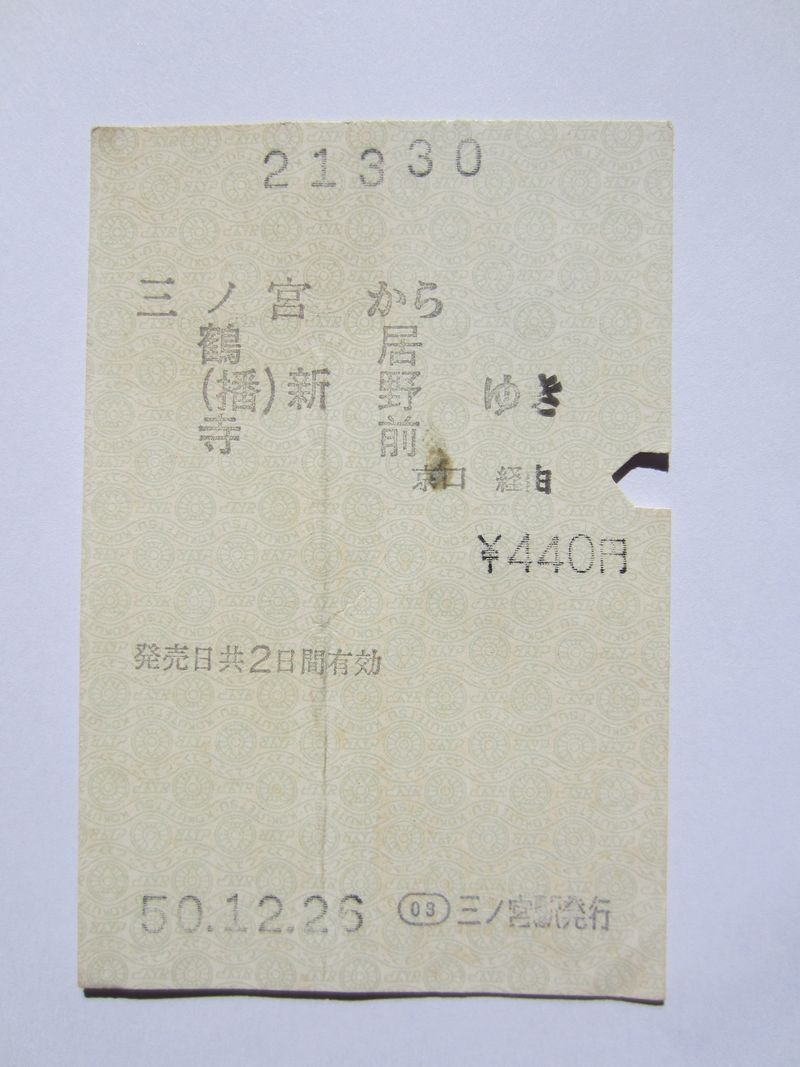 21330
三ノ宮 から
鶴 居
(播)新 野 ゆき
寺 前
京口 経由
¥440円
発売日共2日間有効
50.12.26 03 三ノ宮駅発行